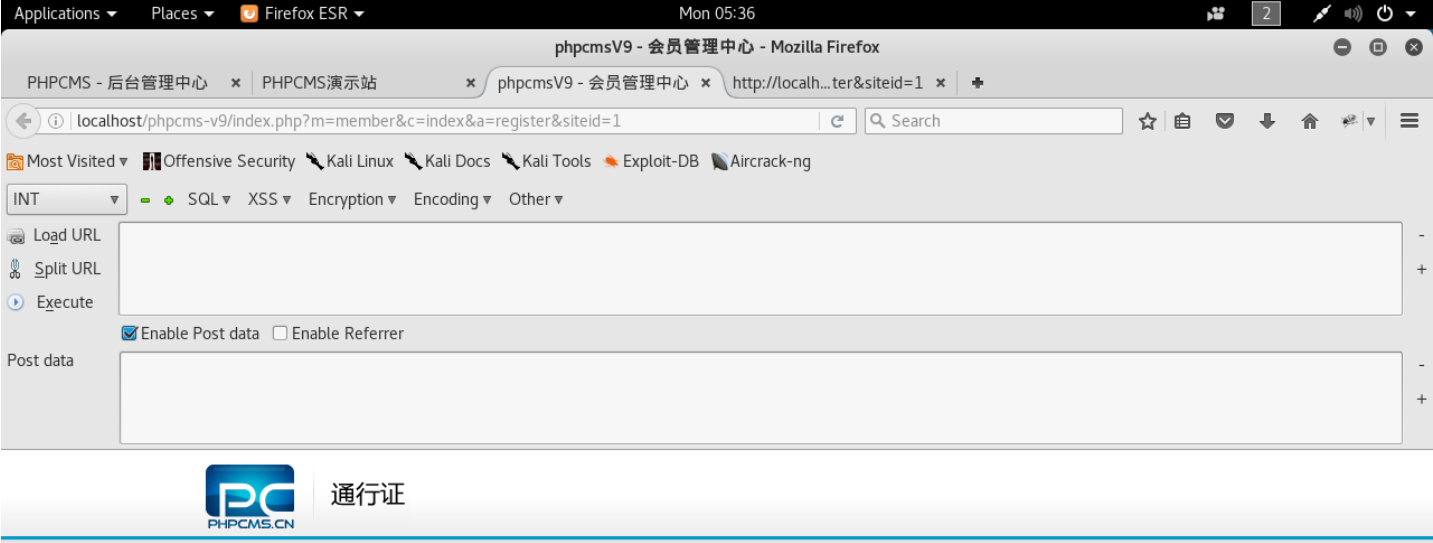 Applications Places Firefox ESR Mon 05:36 2
phpcmsV9 - 会员管理中心 - Mozilla Firefox
PHPCMS - 后台管理中心 PHPCMS演示站 phpcmsV9 - 会员管理中心 http://localh...ter&siteid=1
localhost/phpcms-v9/index.php?m=member&c=index&a=register&siteid=1 Search
Most Visited Offensive Security Kali Linux Kali Docs Kali Tools Exploit-DB Aircrack-ng
INT SQL XSS Encryption Encoding Other
Load URL -
Split URL +
Execute
Enable Post data Enable Referrer
Post data -
+
PC 通行证
PHPCMS.CN